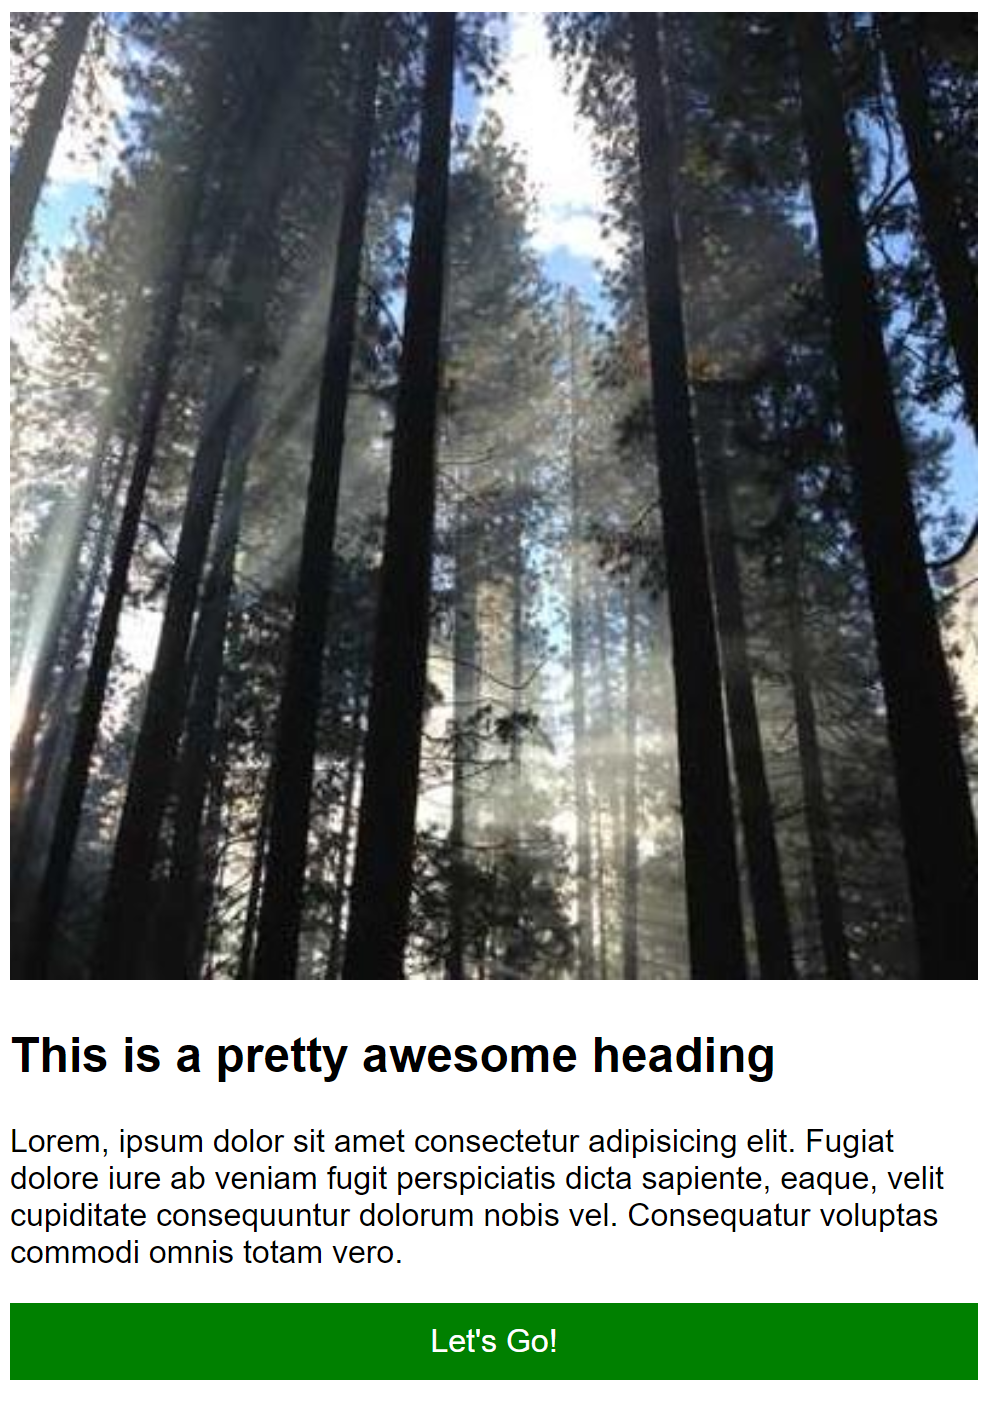 This is a pretty awesome heading
Lorem, ipsum dolor sit amet consectetur adipisicing elit. Fugiat
dolore iure ab veniam fugit perspiciatis dicta sapiente, eaque, velit
cupiditate consequuntur dolorum nobis vel. Consequatur voluptas
commodi omnis totam vero.
Let's Go!